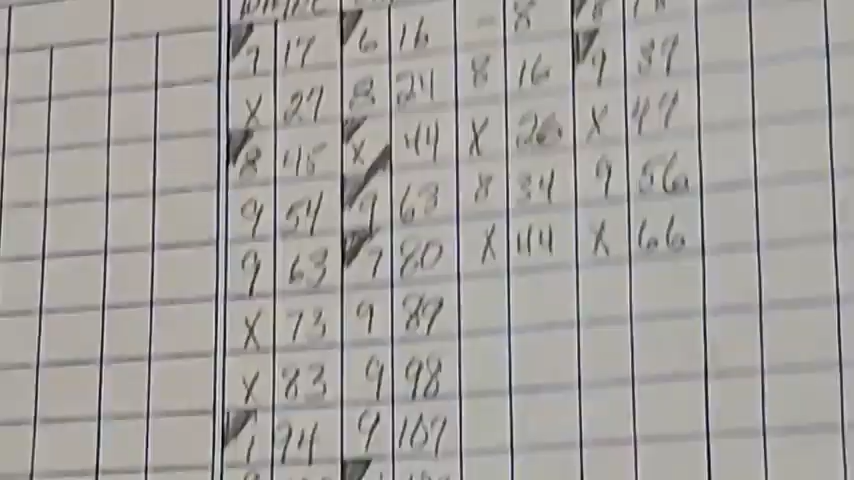 7 17 6 16 - 8
X 27 8 24 8 16 9 37
8 45 X 44 X 26 X 47
9 54 9 63 8 34 9 56
9 63 7 80 X 44 X 66
X 73 9 89
X 83 9 98
1 94 9 107